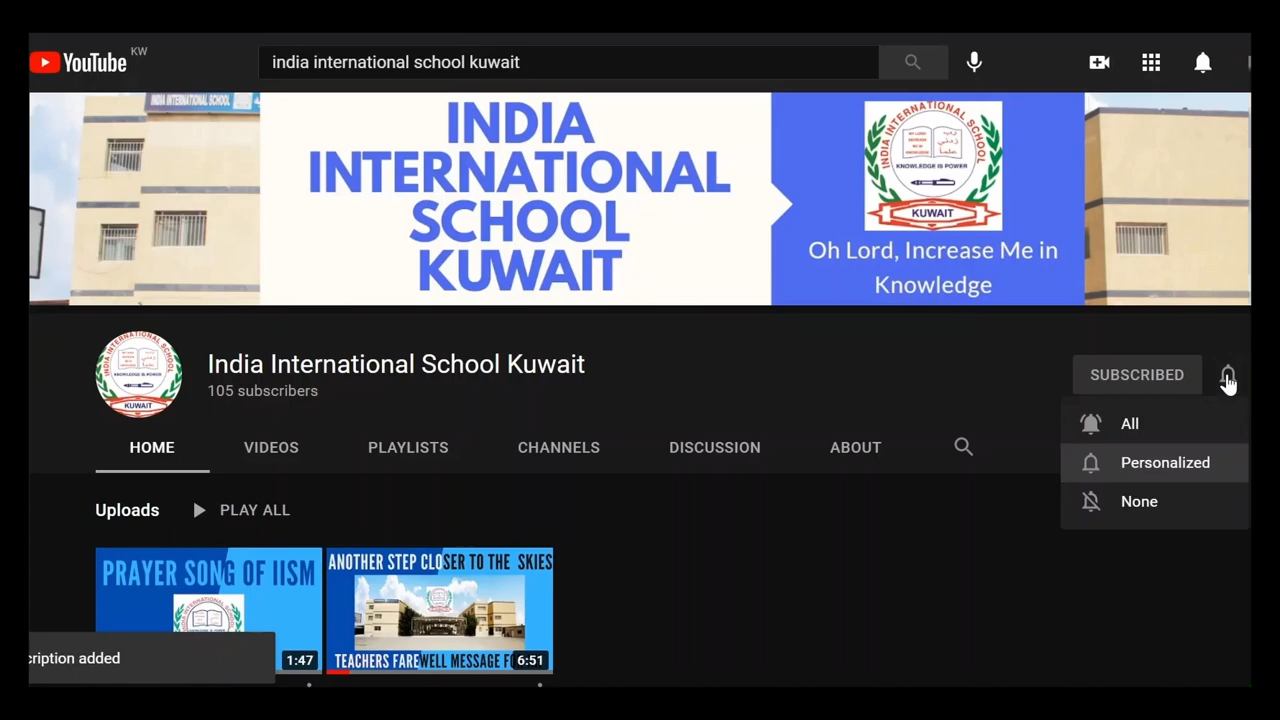 YouTube KW
india international school kuwait
INDIA INTERNATIONAL SCHOOL
INDIA
INTERNATIONAL
SCHOOL
KUWAIT
INDIA INTERNATIONAL SCHOOL
KNOWLEDGE IS POWER
KUWAIT
Oh Lord, Increase Me in
Knowledge
India International School Kuwait
105 subscribers
SUBSCRIBED
All
Personalized
None
HOME VIDEOS PLAYLISTS CHANNELS DISCUSSION ABOUT
Uploads PLAY ALL
PRAYER SONG OF IISM
1:47
ANOTHER STEP CLOSER TO THE SKIES
TEACHERS FAREWELL MESSAGE F
6:51
cription added